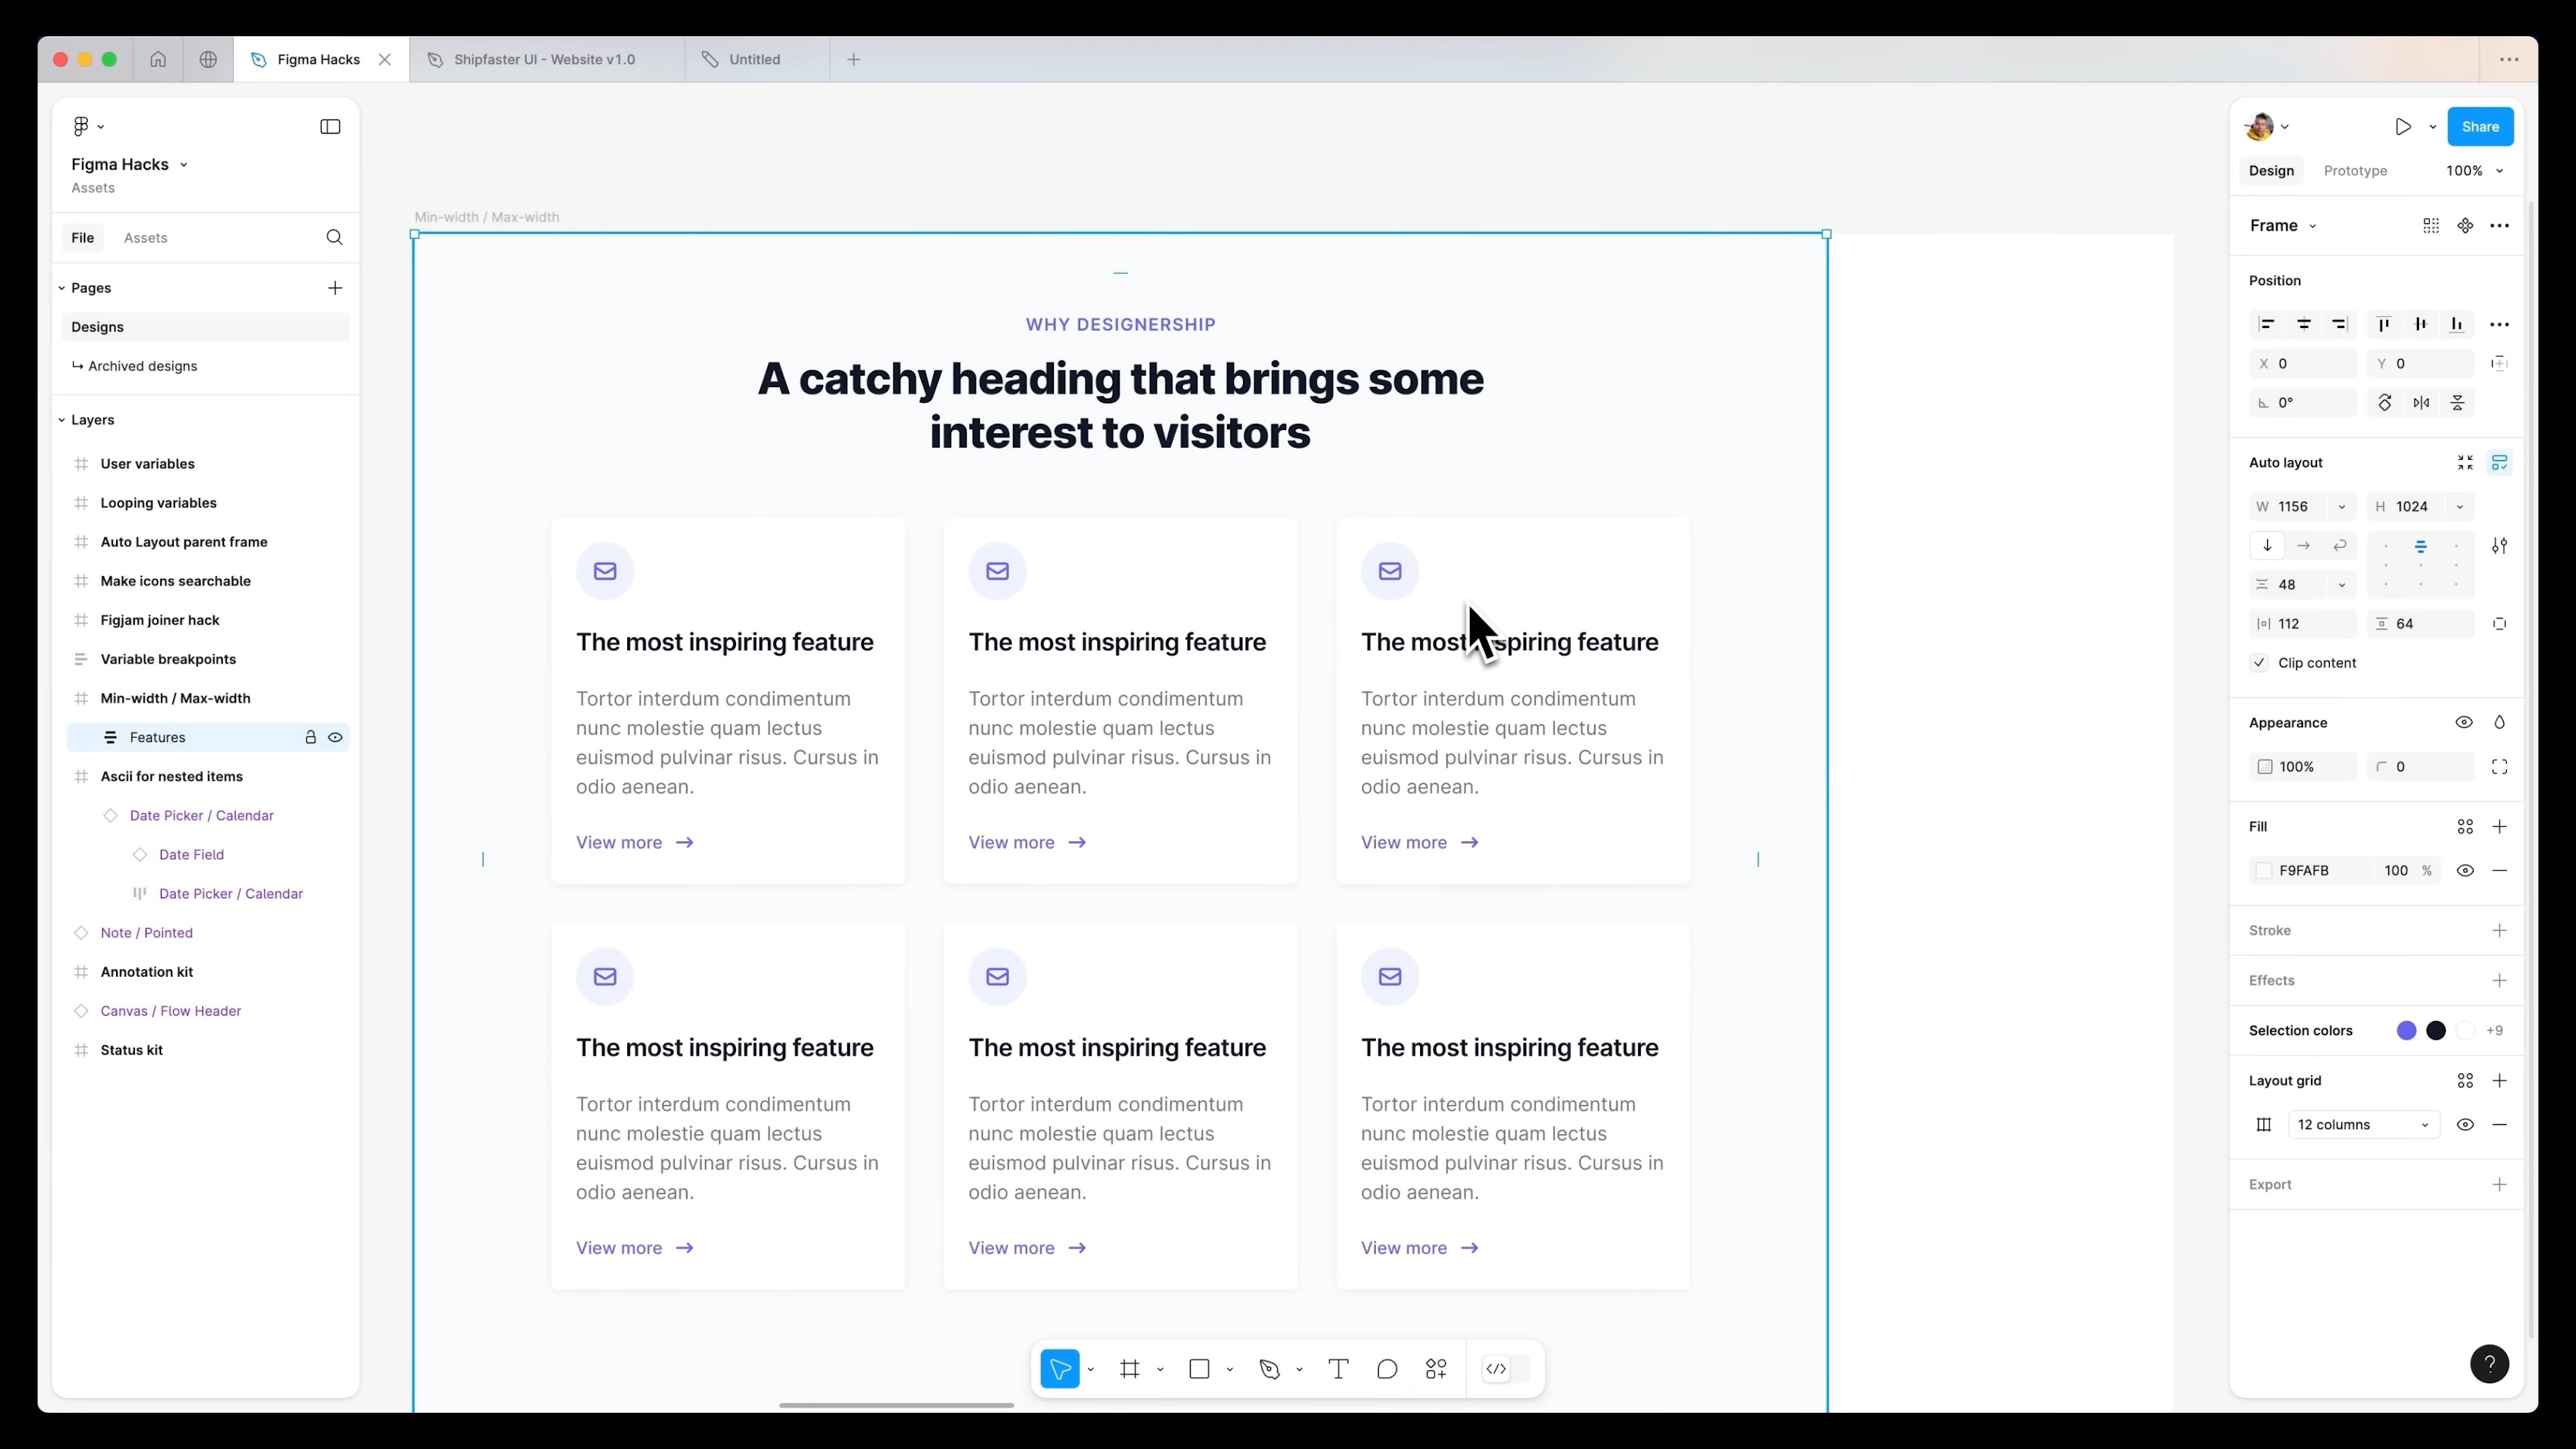 Figma Hacks
Shipfaster UI - Website v1.0
Untitled
Figma Hacks
Assets
File
Assets
Pages
Designs
Archived designs
Layers
User variables
Looping variables
Auto Layout parent frame
Make icons searchable
Figjam joiner hack
Variable breakpoints
Min-width / Max-width
Features
Ascii for nested items
Date Picker / Calendar
Date Field
Date Picker / Calendar
Note / Pointed
Annotation kit
Canvas / Flow Header
Status kit
Min-width / Max-width
WHY DESIGNERSHIP
A catchy heading that brings some
interest to visitors
The most inspiring feature
Tortor interdum condimentum
nunc molestie quam lectus
euismod pulvinar risus. Cursus in
odio aenean.
View more
The most inspiring feature
Tortor interdum condimentum
nunc molestie quam lectus
euismod pulvinar risus. Cursus in
odio aenean.
View more
The most inspiring feature
Tortor interdum condimentum
nunc molestie quam lectus
euismod pulvinar risus. Cursus in
odio aenean.
View more
The most inspiring feature
Tortor interdum condimentum
nunc molestie quam lectus
euismod pulvinar risus. Cursus in
odio aenean.
View more
The most inspiring feature
Tortor interdum condimentum
nunc molestie quam lectus
euismod pulvinar risus. Cursus in
odio aenean.
View more
The most inspiring feature
Tortor interdum condimentum
nunc molestie quam lectus
euismod pulvinar risus. Cursus in
odio aenean.
View more
Share
Design
Prototype
100%
Frame
Position
X 0
Y 0
0°
Auto layout
W 1156
H 1024
48
112
64
Clip content
Appearance
100%
0
Fill
F9FAFB
100 %
Stroke
Effects
Selection colors
+9
Layout grid
12 columns
Export
?